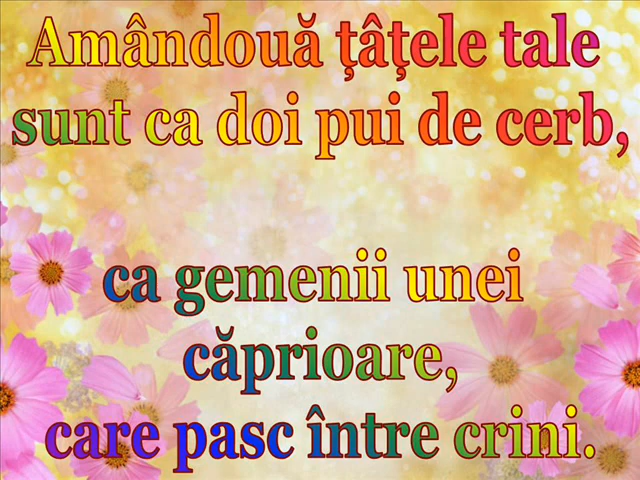 Amândouă țâțele tale
sunt ca doi pui de cerb,
ca gemenii unei
căprioare,
care pasc între crini.